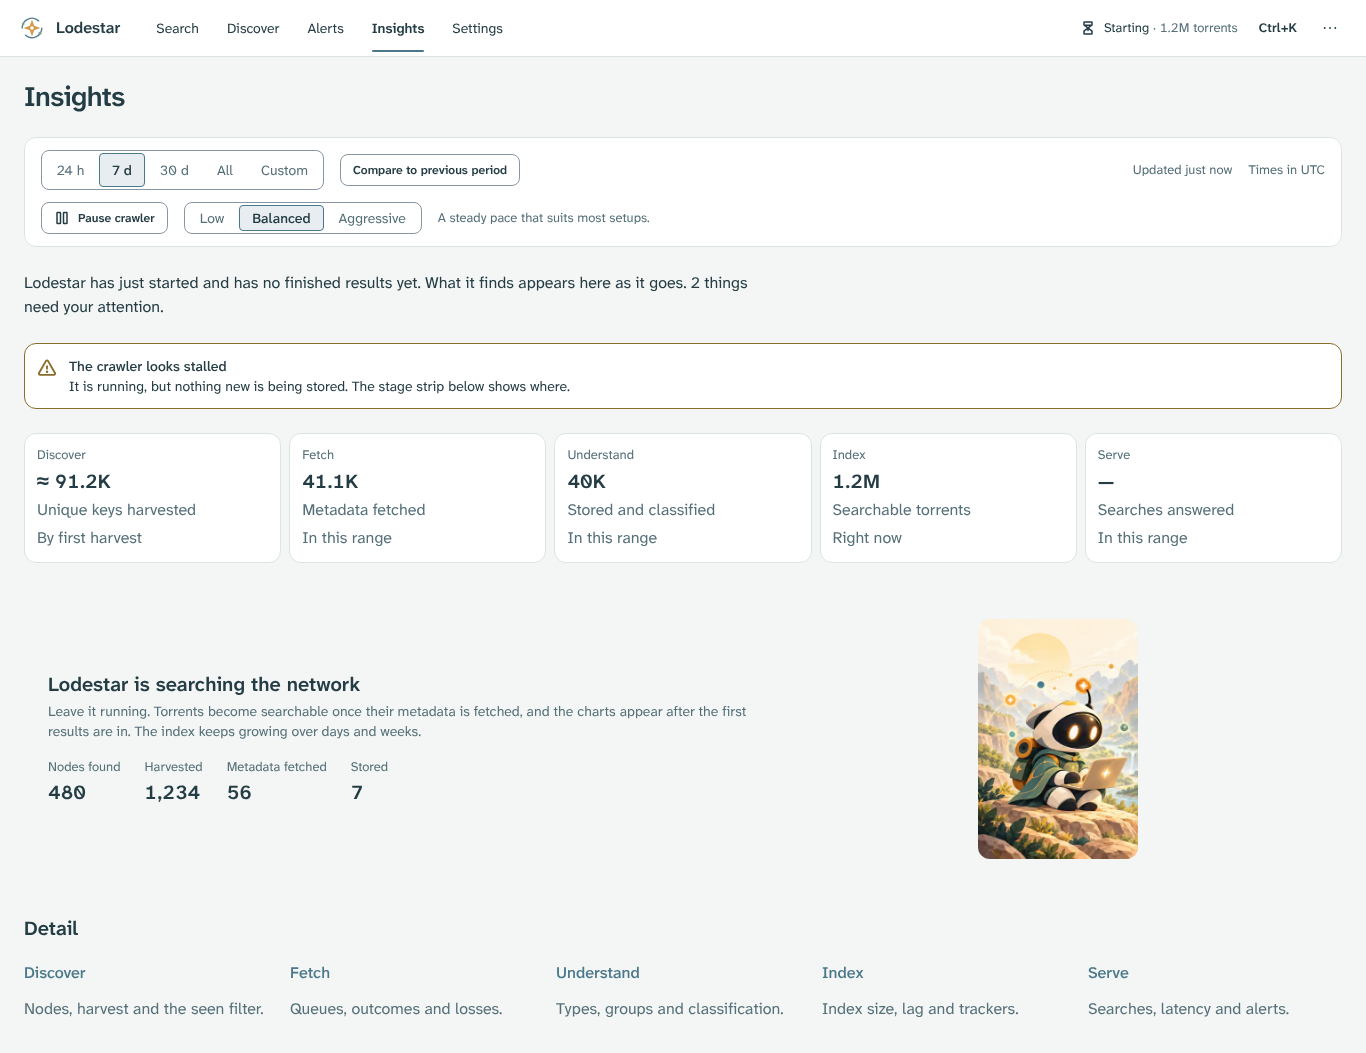 Lodestar
Search
Discover
Alerts
Insights
Settings
Starting · 1.2M torrents
Ctrl+K
Insights
24 h
7 d
30 d
All
Custom
Compare to previous period
Updated just now
Times in UTC
Pause crawler
Low
Balanced
Aggressive
A steady pace that suits most setups.
Lodestar has just started and has no finished results yet. What it finds appears here as it goes. 2 things
need your attention.
The crawler looks stalled
It is running, but nothing new is being stored. The stage strip below shows where.
Discover
≈ 91.2K
Unique keys harvested
By first harvest
Fetch
41.1K
Metadata fetched
In this range
Understand
40K
Stored and classified
In this range
Index
1.2M
Searchable torrents
Right now
Serve
—
Searches answered
In this range
Lodestar is searching the network
Leave it running. Torrents become searchable once their metadata is fetched, and the charts appear after the first
results are in. The index keeps growing over days and weeks.
Nodes found
480
Harvested
1,234
Metadata fetched
56
Stored
7
Detail
Discover
Nodes, harvest and the seen filter.
Fetch
Queues, outcomes and losses.
Understand
Types, groups and classification.
Index
Index size, lag and trackers.
Serve
Searches, latency and alerts.